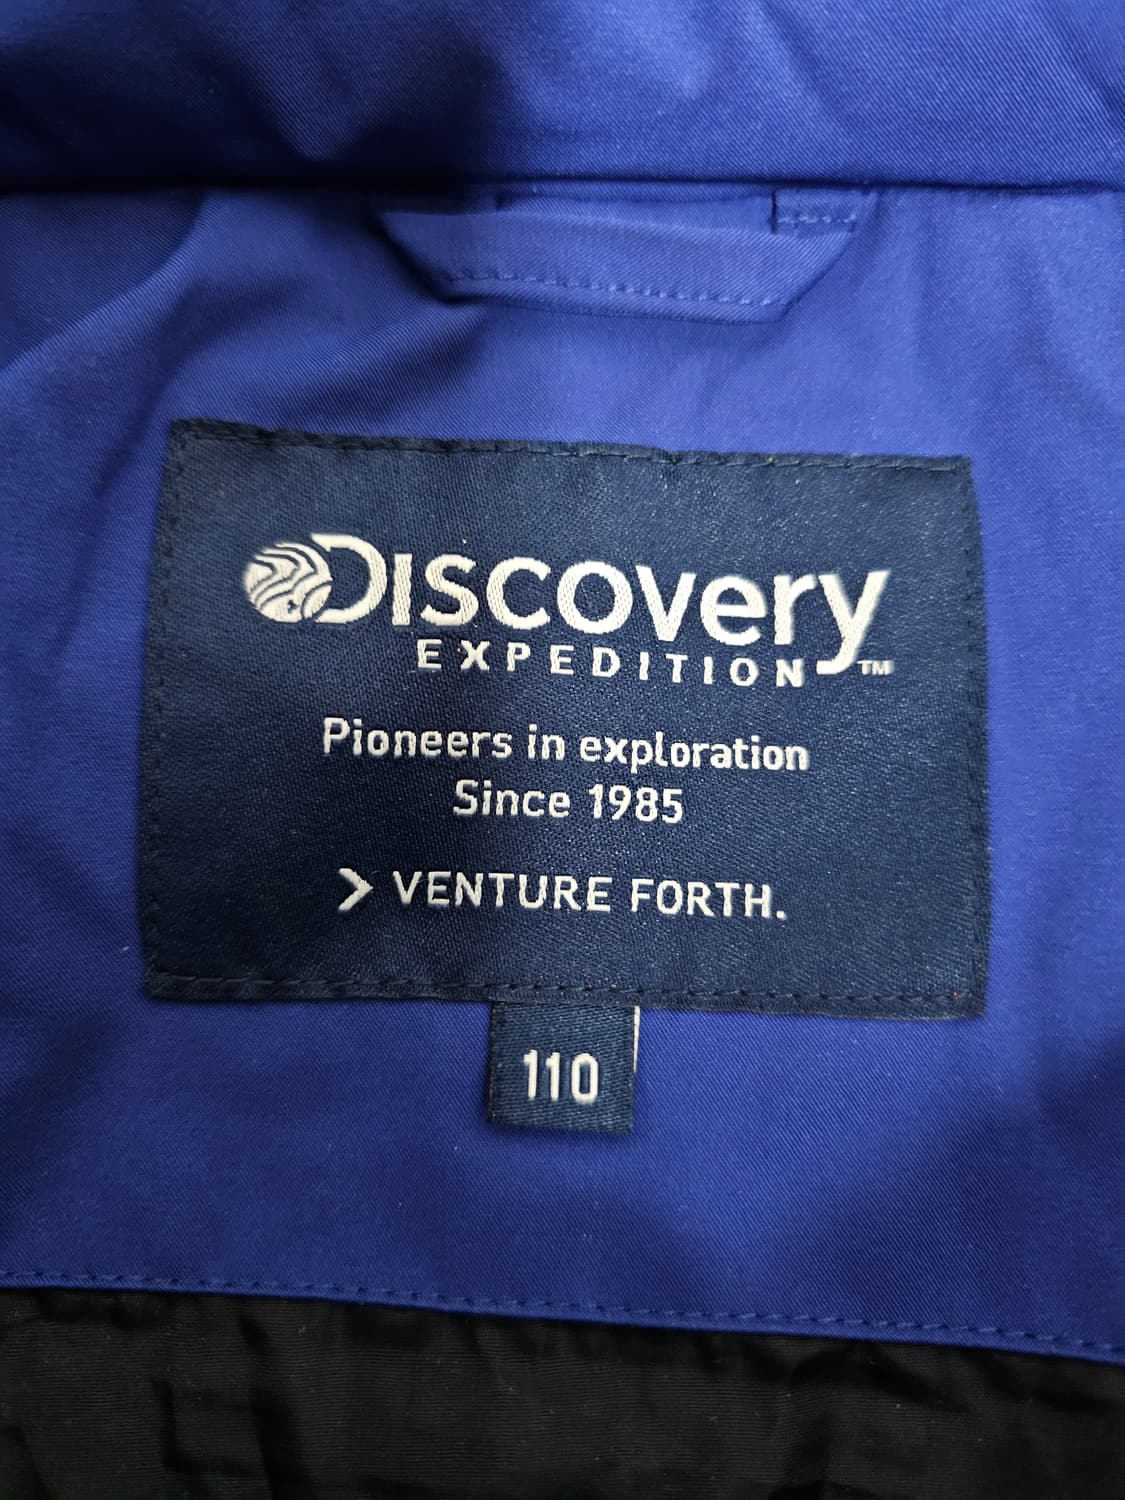 DISCOVERY
EXPEDITION™
Pioneers in exploration
Since 1985
> VENTURE FORTH.
110